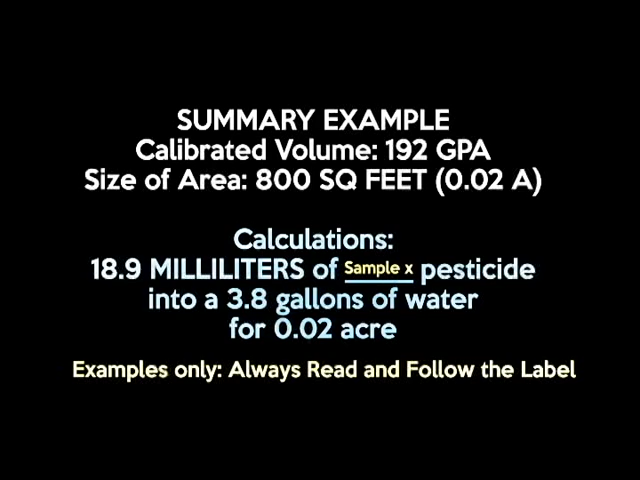 SUMMARY EXAMPLE
Calibrated Volume: 192 GPA
Size of Area: 800 SQ FEET (0.02 A)
Calculations:
18.9 MILLILITERS of Sample x pesticide
into a 3.8 gallons of water
for 0.02 acre
Examples only: Always Read and Follow the Label